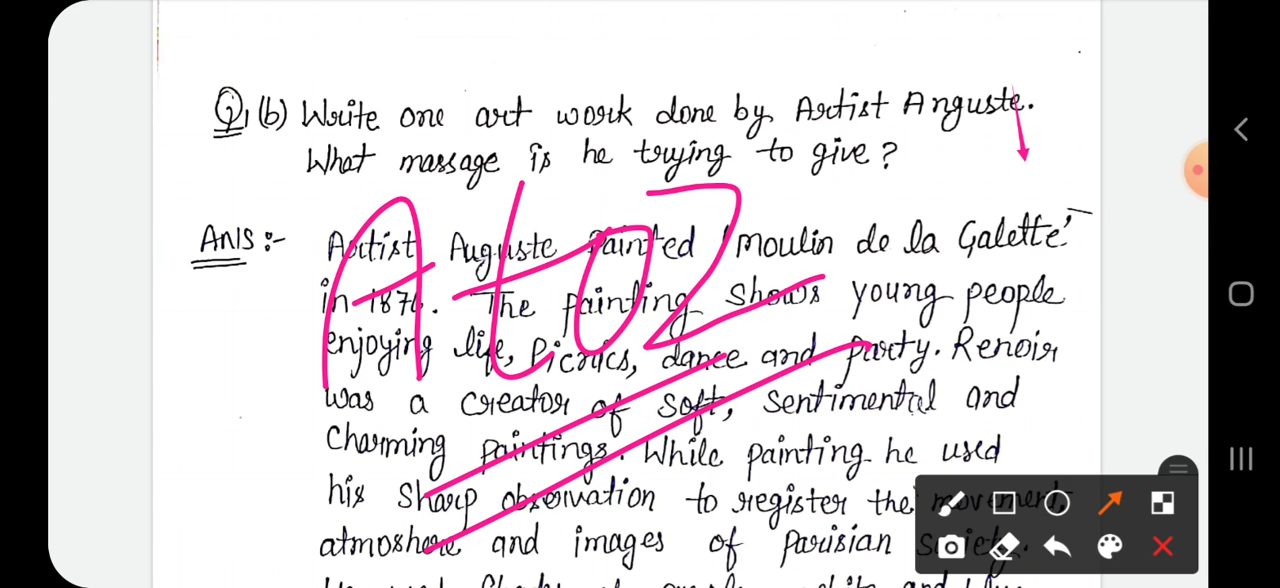 Q1(b) Write one art work done by Artist Anguste.
What massage is he trying to give?
Ans :- Artist Auguste Painted 'Moulin de la Galette'
in 1876. The painting shows young people
enjoying life, Picnics, dance and party. Renoir
was a creator of soft, sentimental and
Charming paintings. While painting he used
his Sharp observation to register the movement,
atmoshere and images of Parisian society.
A to Z